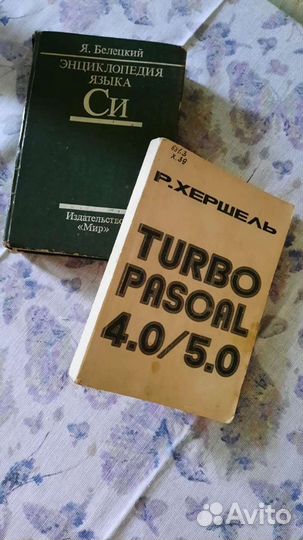 Я. Белецкий
ЭНЦИКЛОПЕДИЯ
ЯЗЫКА
Си
Издательство
«Мир»
Р.ХЕРШЕЛЬ
TURBO
PASCAL
4.0/5.0
Avito